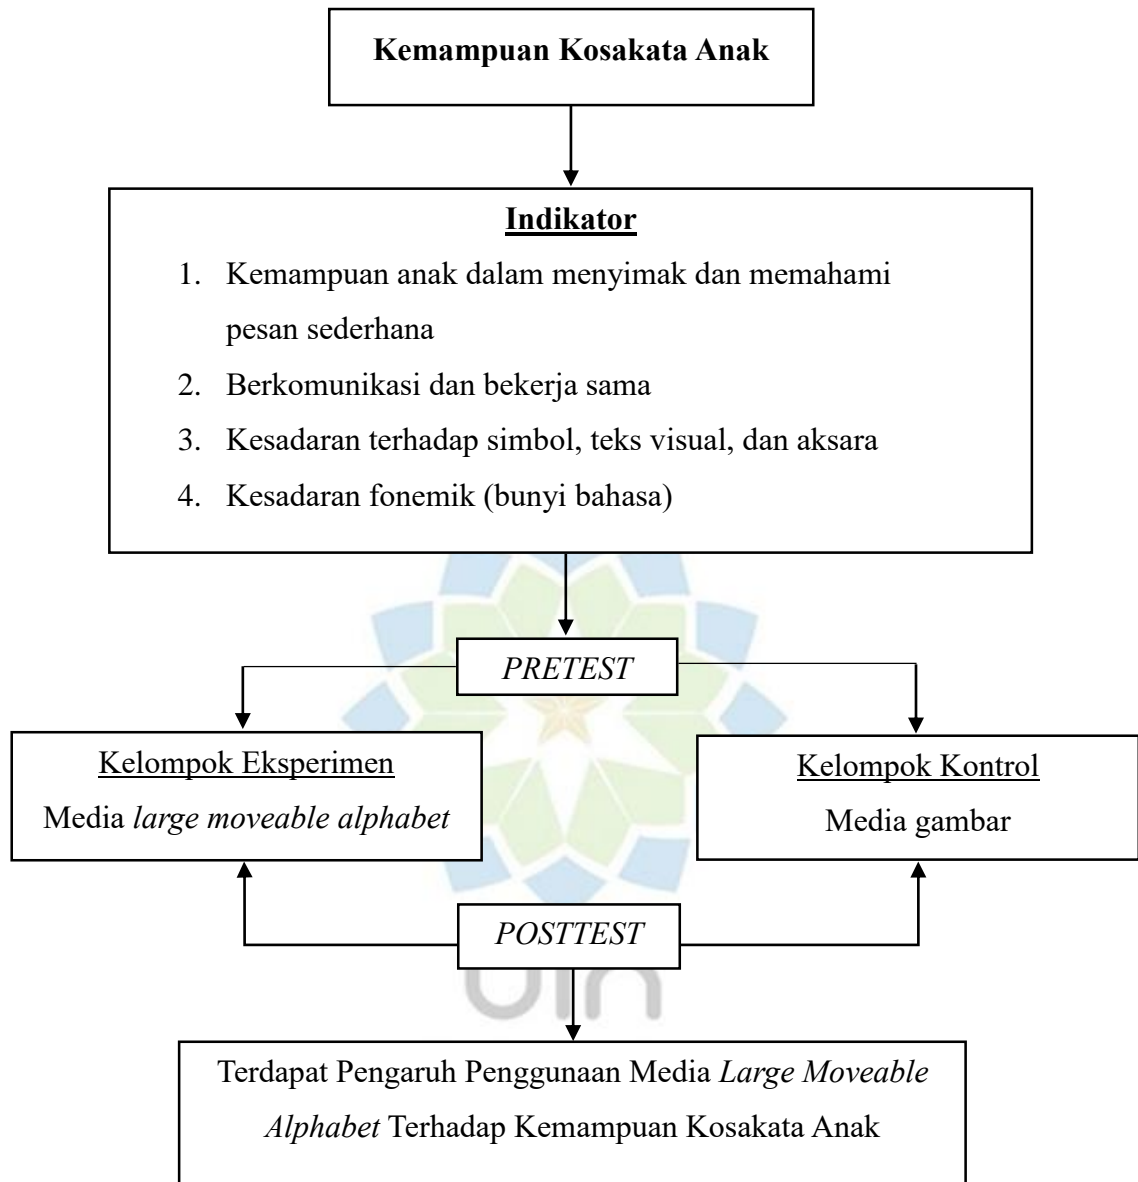 Kemampuan Kosakata Anak
Indikator
1. Kemampuan anak dalam menyimak dan memahami
pesan sederhana
2. Berkomunikasi dan bekerja sama
3. Kesadaran terhadap simbol, teks visual, dan aksara
4. Kesadaran fonemik (bunyi bahasa)
PRETEST
Kelompok Eksperimen
Media large moveable alphabet
Kelompok Kontrol
Media gambar
POSTTEST
uin
Terdapat Pengaruh Penggunaan Media Large Moveable
Alphabet Terhadap Kemampuan Kosakata Anak